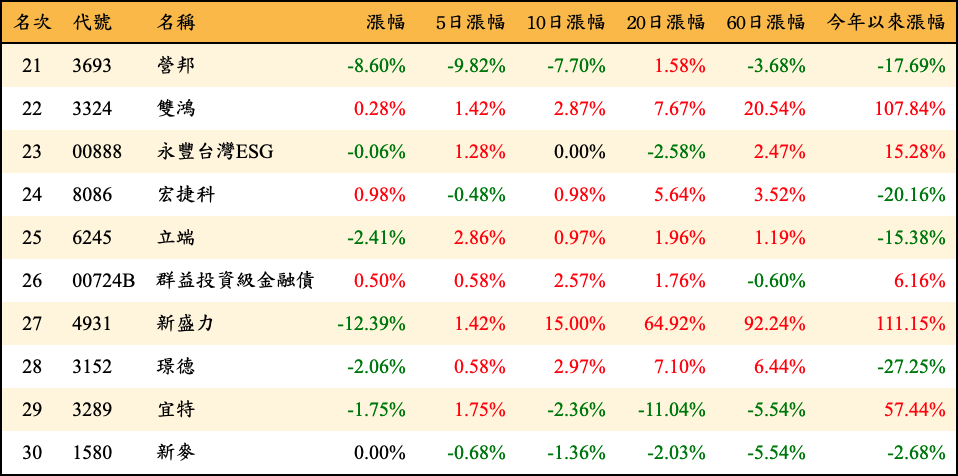 名次 代號 名稱 漲幅 5日漲幅 10日漲幅 20日漲幅 60日漲幅 今年以來漲幅
21 3693 營邦 -8.60% -9.82% -7.70% 1.58% -3.68% -17.69%
22 3324 雙鴻 0.28% 1.42% 2.87% 7.67% 20.54% 107.84%
23 00888 永豐台灣ESG -0.06% 1.28% 0.00% -2.58% 2.47% 15.28%
24 8086 宏捷科 0.98% -0.48% 0.98% 5.64% 3.52% -20.16%
25 6245 立端 -2.41% 2.86% 0.97% 1.96% 1.19% -15.38%
26 00724B 群益投資級金融債 0.50% 0.58% 2.57% 1.76% -0.60% 6.16%
27 4931 新盛力 -12.39% 1.42% 15.00% 64.92% 92.24% 111.15%
28 3152 璟德 -2.06% 0.58% 2.97% 7.10% 6.44% -27.25%
29 3289 宜特 -1.75% 1.75% -2.36% -11.04% -5.54% 57.44%
30 1580 新麥 0.00% -0.68% -1.36% -2.03% -5.54% -2.68%